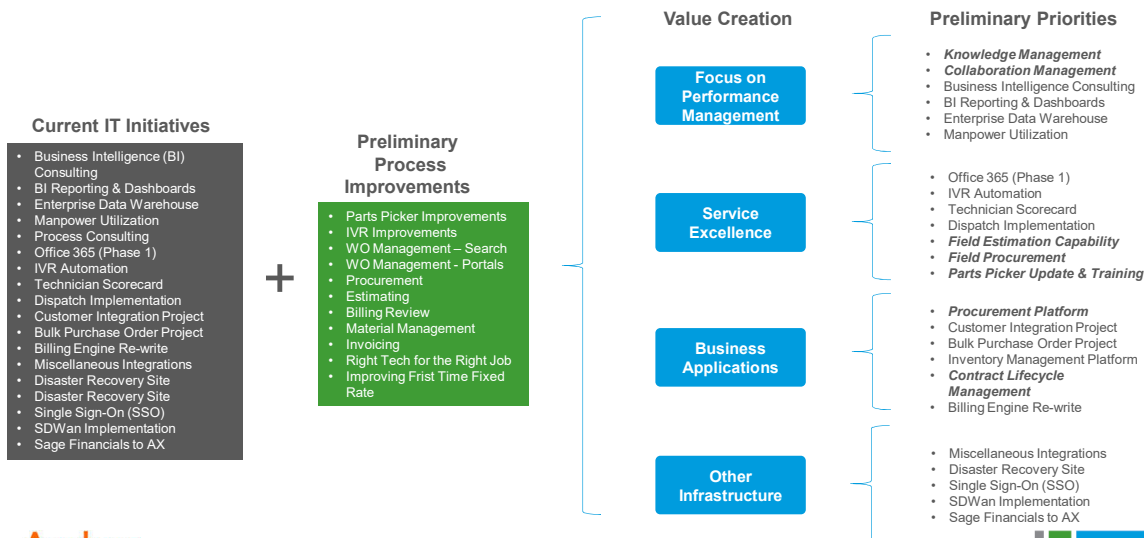 Current IT Initiatives
• Business Intelligence (BI)
Consulting
• BI Reporting & Dashboards
• Enterprise Data Warehouse
• Manpower Utilization
• Process Consulting
• Office 365 (Phase 1)
• IVR Automation
• Technician Scorecard
• Dispatch Implementation
• Customer Integration Project
• Bulk Purchase Order Project
• Billing Engine Re-write
• Miscellaneous Integrations
• Disaster Recovery Site
• Disaster Recovery Site
• Single Sign-On (SSO)
• SDWan Implementation
• Sage Financials to AX
+
Preliminary
Process
Improvements
• Parts Picker Improvements
• IVR Improvements
• WO Management – Search
• WO Management - Portals
• Procurement
• Estimating
• Billing Review
• Material Management
• Invoicing
• Right Tech for the Right Job
• Improving Frist Time Fixed
Rate
Value Creation
Focus on
Performance
Management
Service
Excellence
Business
Applications
Other
Infrastructure
Preliminary Priorities
• Knowledge Management
• Collaboration Management
• Business Intelligence Consulting
• BI Reporting & Dashboards
• Enterprise Data Warehouse
• Manpower Utilization
• Office 365 (Phase 1)
• IVR Automation
• Technician Scorecard
• Dispatch Implementation
• Field Estimation Capability
• Field Procurement
• Parts Picker Update & Training
• Procurement Platform
• Customer Integration Project
• Bulk Purchase Order Project
• Inventory Management Platform
• Contract Lifecycle
Management
• Billing Engine Re-write
• Miscellaneous Integrations
• Disaster Recovery Site
• Single Sign-On (SSO)
• SDWan Implementation
• Sage Financials to AX